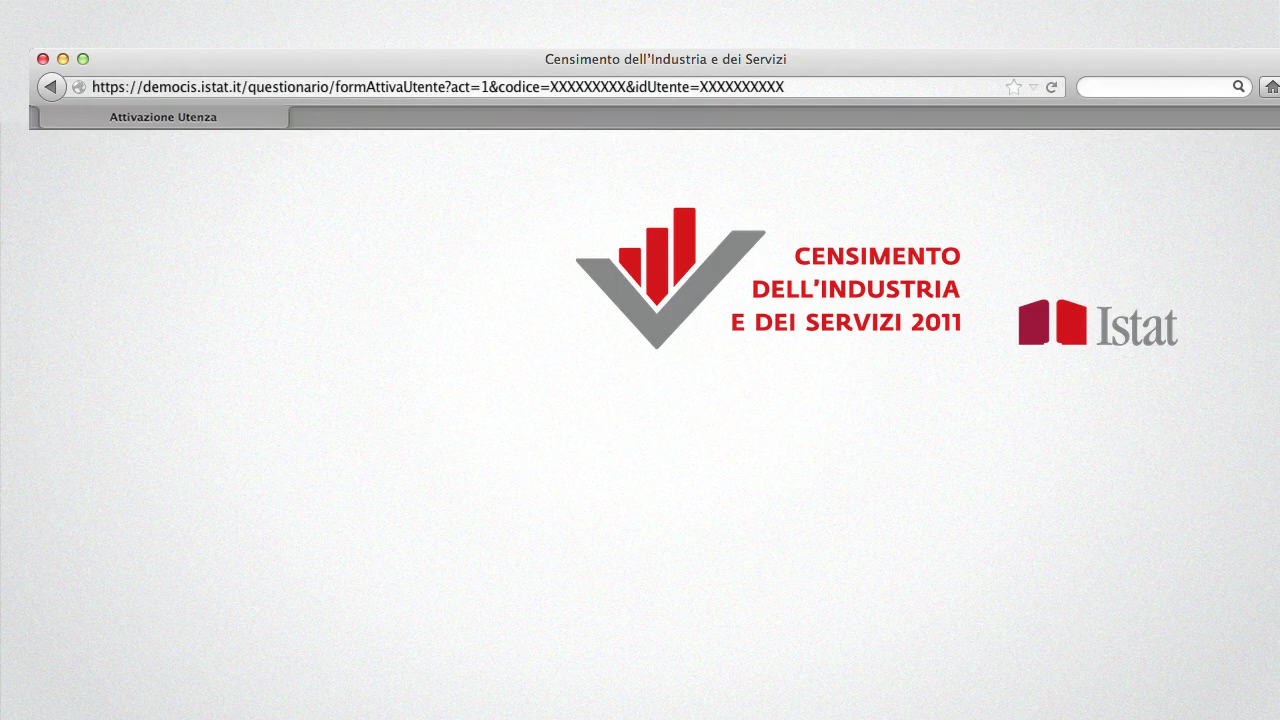 Censimento dell'Industria e dei Servizi
https://democis.istat.it/questionario/formAttivaUtente?act=1&codice=XXXXXXXXX&idUtente=XXXXXXXXXX
Attivazione Utenza
CENSIMENTO
DELL'INDUSTRIA
E DEI SERVIZI 2011
Istat